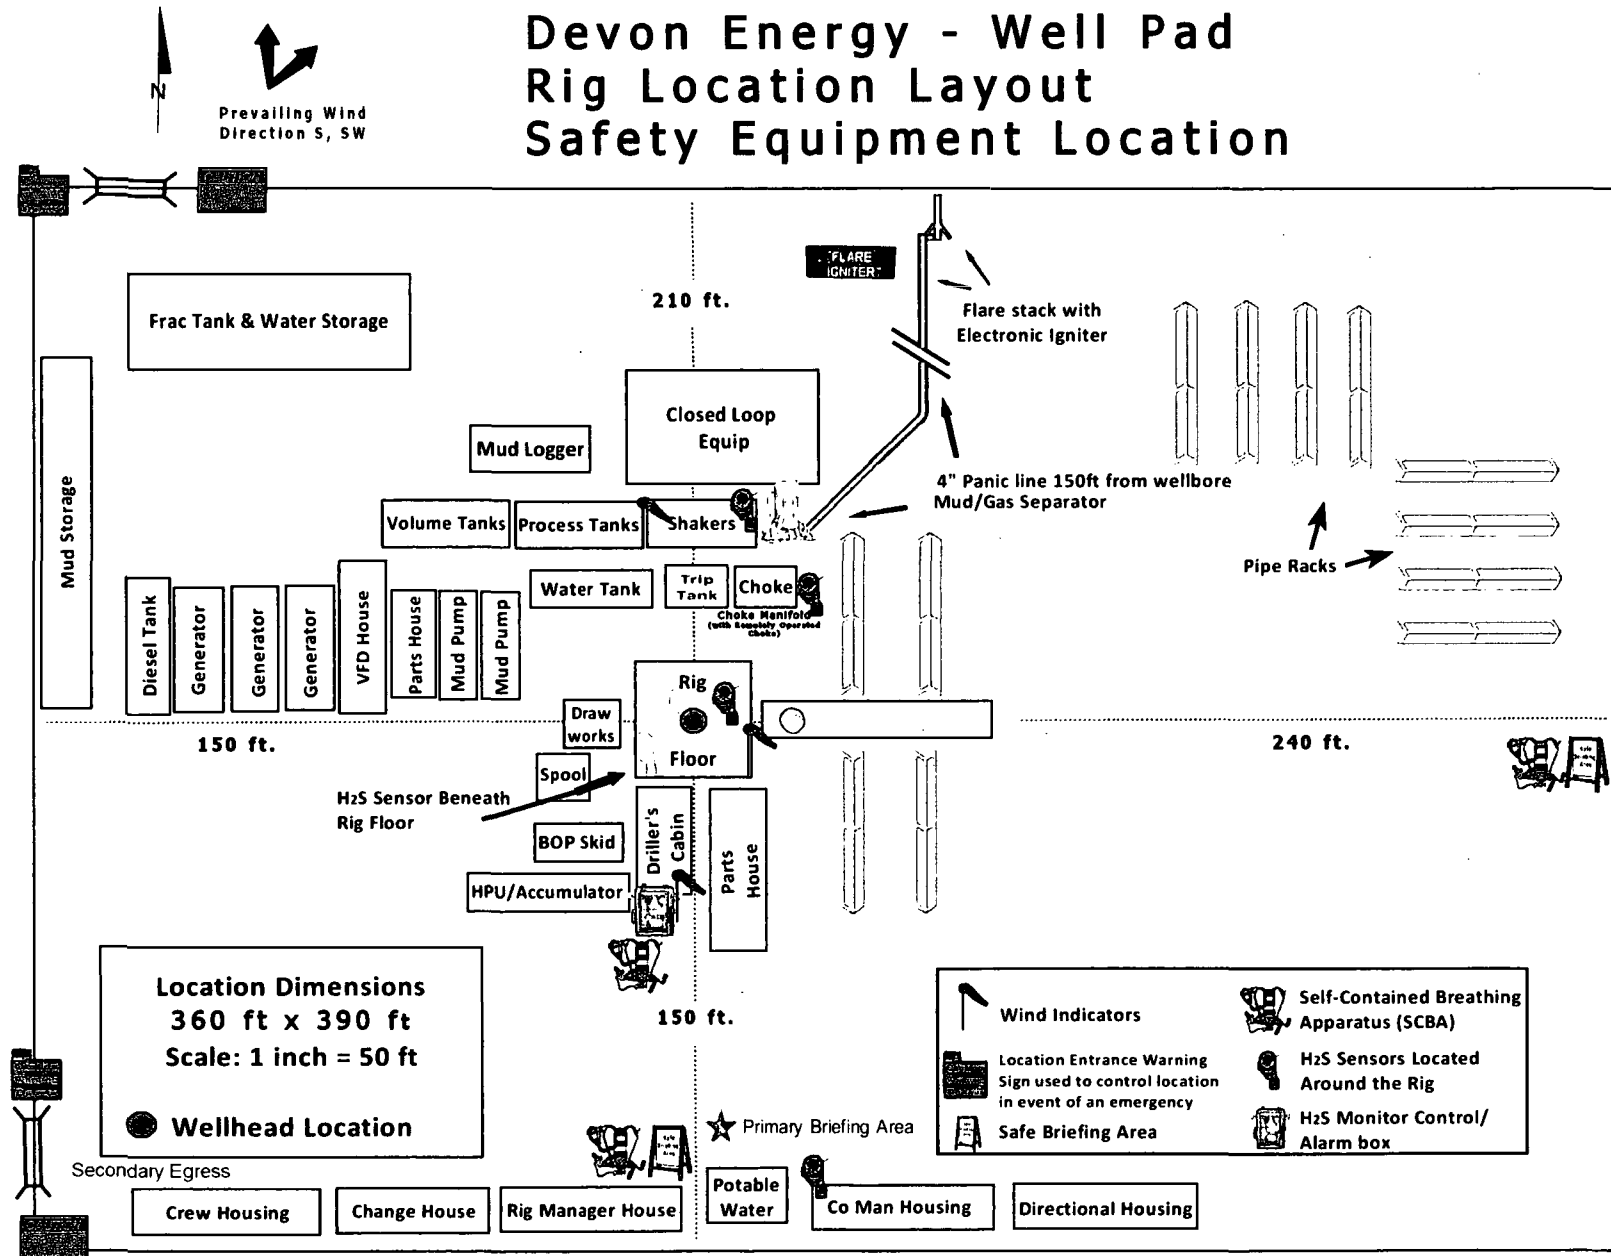 Devon Energy - Well Pad
Rig Location Layout
Safety Equipment Location
N
Prevailing Wind
Direction S, SW
FLARE
IGNITER
210 ft.
Flare stack with
Electronic Igniter
Frac Tank & Water Storage
Closed Loop
Equip
Mud Logger
4" Panic line 150ft from wellbore
Mud/Gas Separator
Mud Storage
Volume Tanks
Process Tanks
Shakers
Pipe Racks
Water Tank
Trip
Tank
Choke
Choke Manifold
(with Remotely Operated
Choke)
Diesel Tank
Generator
Generator
Generator
VFD House
Parts House
Mud Pump
Mud Pump
Rig
Floor
Draw
works
150 ft.
240 ft.
Spool
H2S Sensor Beneath
Rig Floor
BOP Skid
Driller's
Cabin
Parts
House
HPU/Accumulator
Location Dimensions
360 ft x 390 ft
Scale: 1 inch = 50 ft
Wellhead Location
150 ft.
Wind Indicators
Location Entrance Warning
Sign used to control location
in event of an emergency
Safe Briefing Area
Self-Contained Breathing
Apparatus (SCBA)
H2S Sensors Located
Around the Rig
H2S Monitor Control/
Alarm box
Primary Briefing Area
Secondary Egress
Crew Housing
Change House
Rig Manager House
Potable
Water
Co Man Housing
Directional Housing